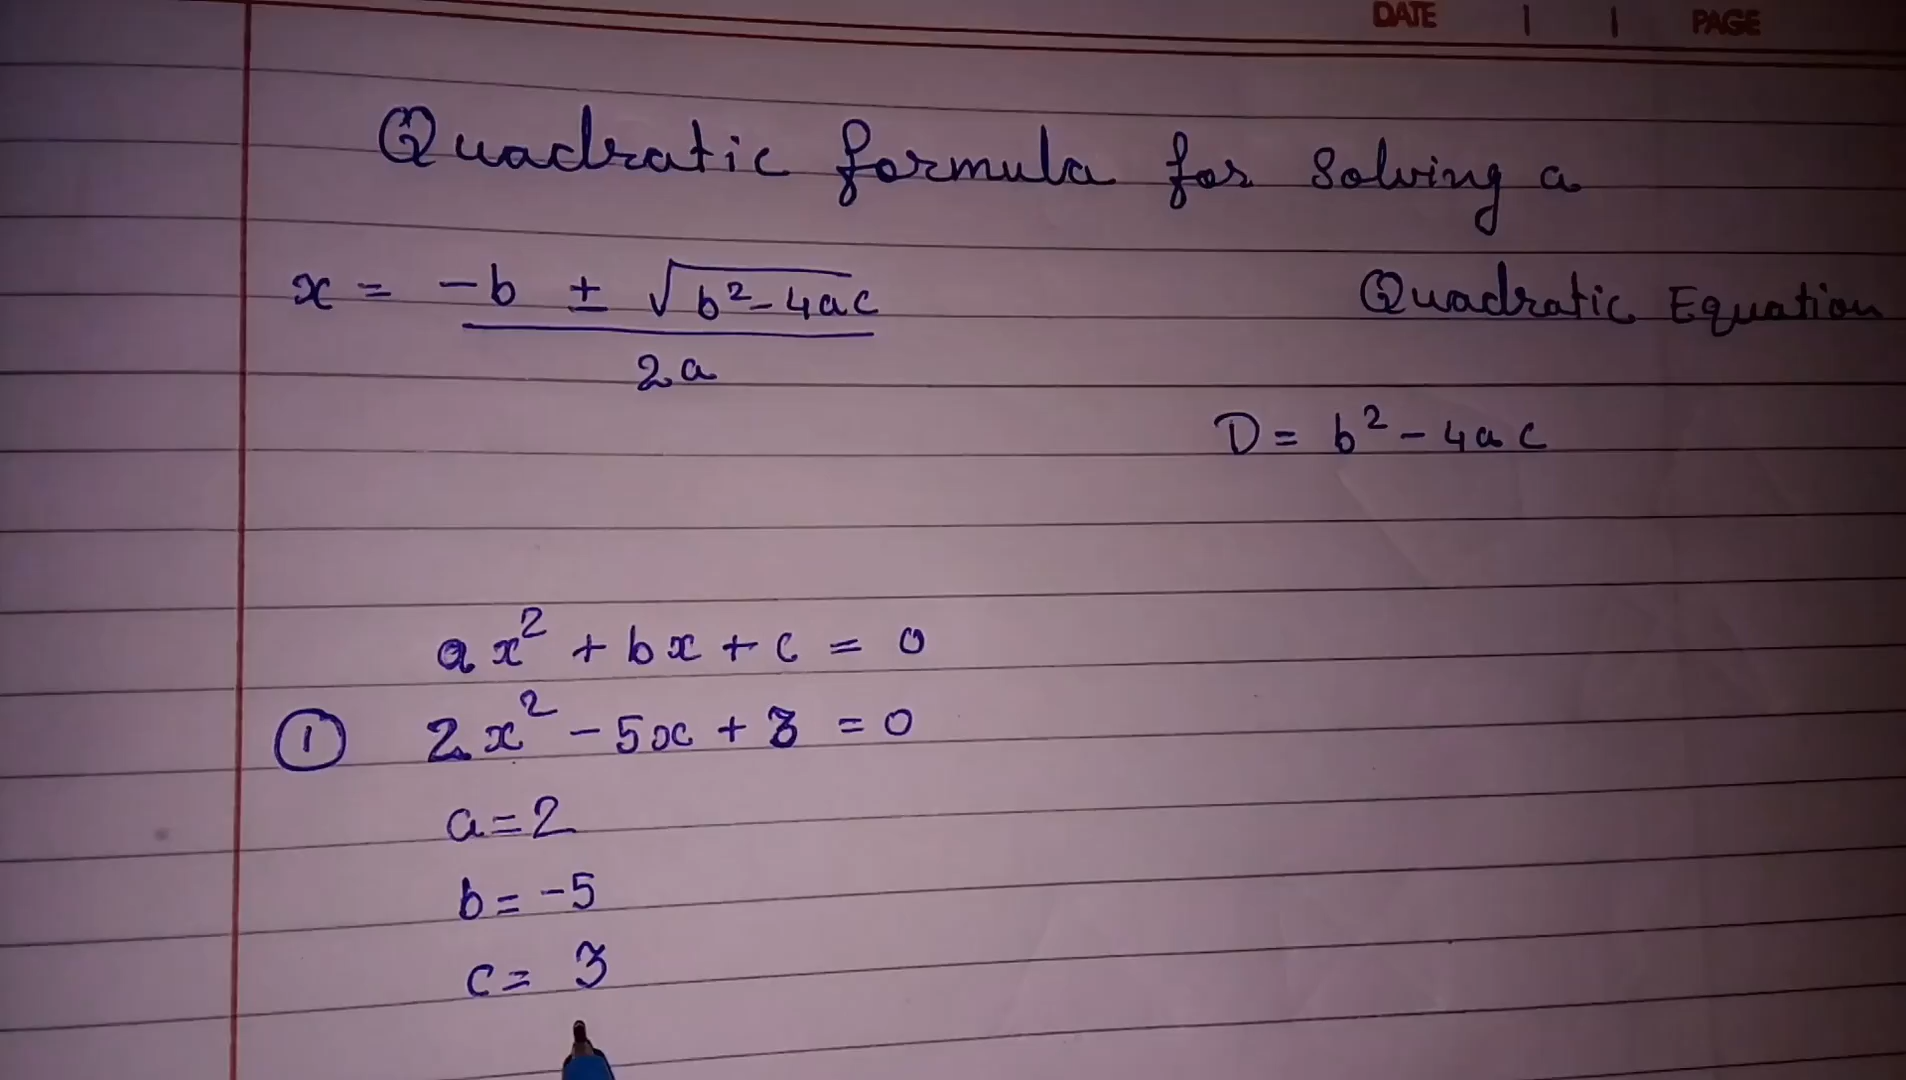 DATE | | PAGE
Quadratic formula for solving a
Quadratic Equation
x = -b ± √b²-4ac
2a
D = b² - 4ac
ax² + bx + c = 0
① 2x² - 5x + 3 = 0
a = 2
b = -5
c = 3